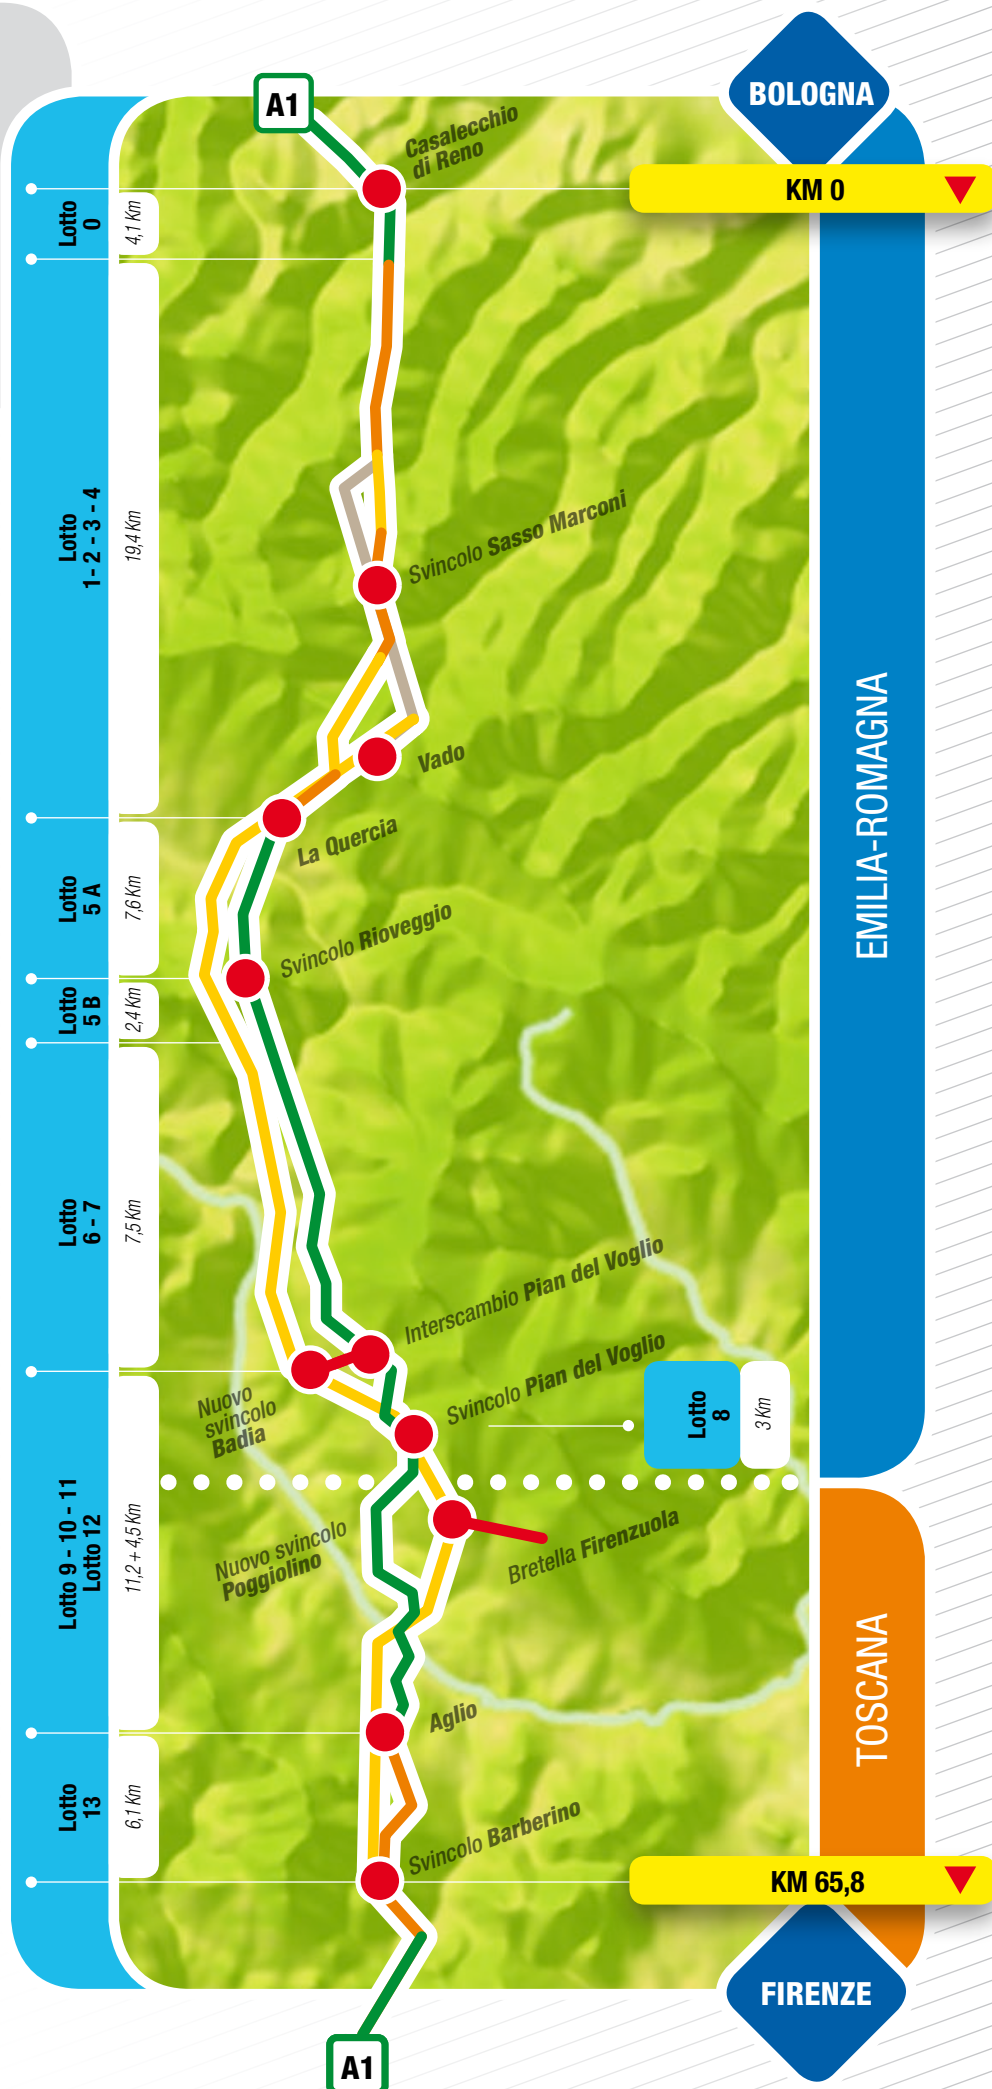 A1
BOLOGNA
Casalecchio
di Reno
KM 0
Lotto
0
4,1 Km
Lotto
1- 2 - 3 - 4
19,4 Km
Svincolo Sasso Marconi
Vado
La Quercia
EMILIA-ROMAGNA
Lotto
5 A
7,6 Km
Svincolo Rioveggio
Lotto
5 B
2,4 Km
Lotto
6 - 7
7,5 Km
Interscambio Pian del Voglio
Svincolo Pian del Voglio
Nuovo
svincolo
Badia
Lotto
8
3 Km
Lotto 9 - 10 - 11
Lotto 12
11,2 + 4,5 Km
Nuovo svincolo
Poggiolino
Bretella Firenzuola
TOSCANA
Aglio
Lotto
13
6,1 Km
Svincolo Barberino
KM 65,8
FIRENZE
A1